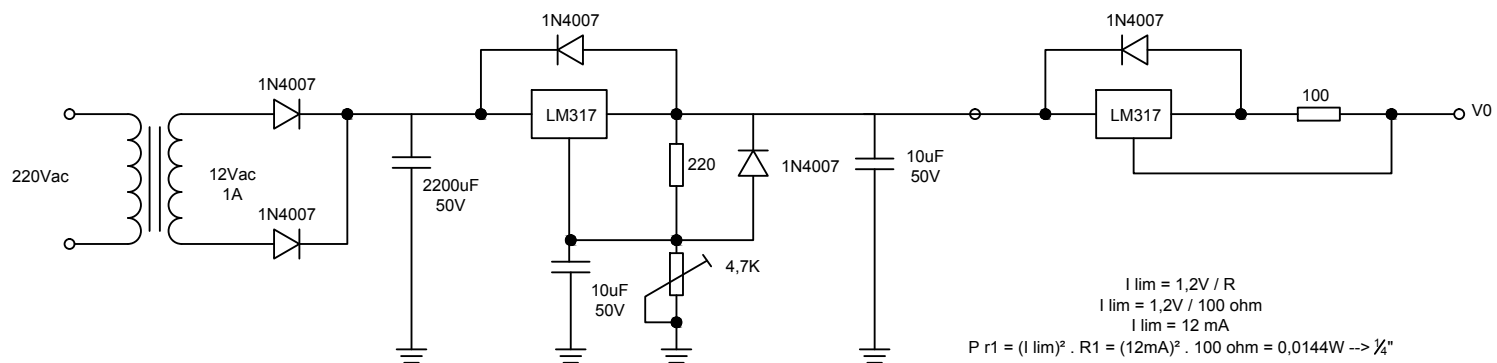 1N4007
1N4007
1N4007
LM317
LM317
100
V0
220Vac
12Vac
1A
2200uF
50V
220
1N4007
10uF
50V
1N4007
10uF
50V
4,7K
I lim = 1,2V / R
I lim = 1,2V / 100 ohm
I lim = 12 mA
P r1 = (I lim)² . R1 = (12mA)² . 100 ohm = 0,0144W --> ¼"